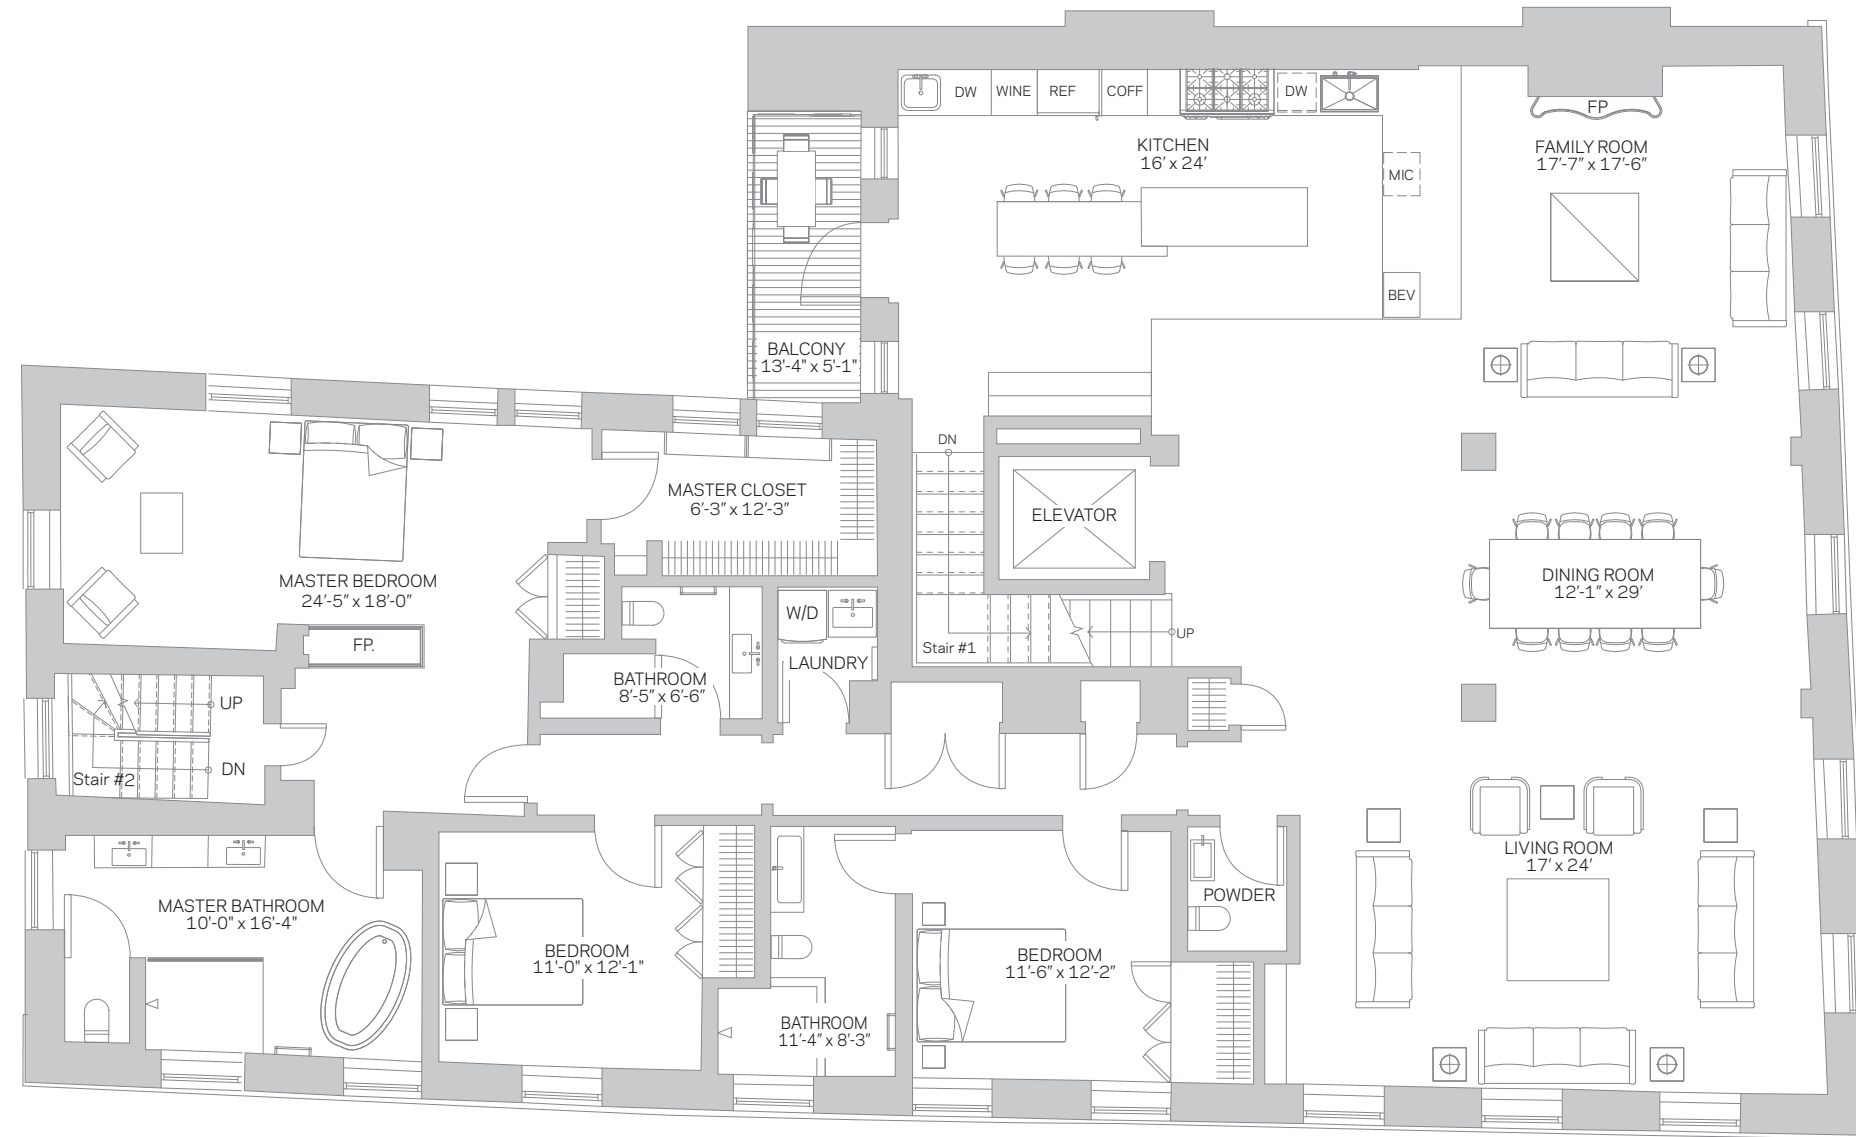 DW
WINE
REF
COFF
DW
FP
KITCHEN
16' x 24'
FAMILY ROOM
17'-7" x 17'-6"
MIC
BEV
BALCONY
13'-4" x 5'-1"
DN
MASTER CLOSET
6'-3" x 12'-3"
ELEVATOR
MASTER BEDROOM
24'-5" x 18'-0"
DINING ROOM
12'-1" x 29'
W/D
FP.
UP
Stair #1
LAUNDRY
BATHROOM
8'-5" x 6'-6"
UP
DN
Stair #2
LIVING ROOM
17' x 24'
MASTER BATHROOM
10'-0" x 16'-4"
POWDER
BEDROOM
11'-0" x 12'-1"
BEDROOM
11'-6" x 12'-2"
BATHROOM
11'-4" x 8'-3"